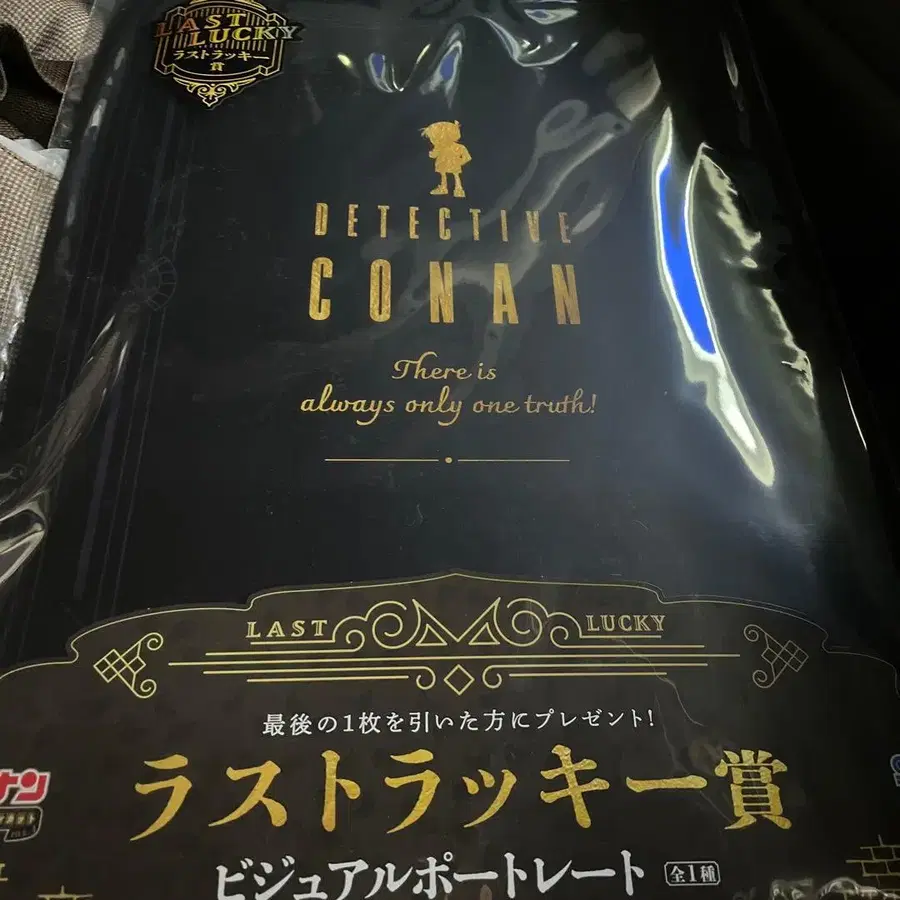 LAST
LUCKY
ラストラッキー
賞
DETECTIVE
CONAN
There is
always only one truth!
LAST LUCKY
最後の1枚を引いた方にプレゼント!
ラストラッキー賞
ナン
ビジュアルポートレート 全1種